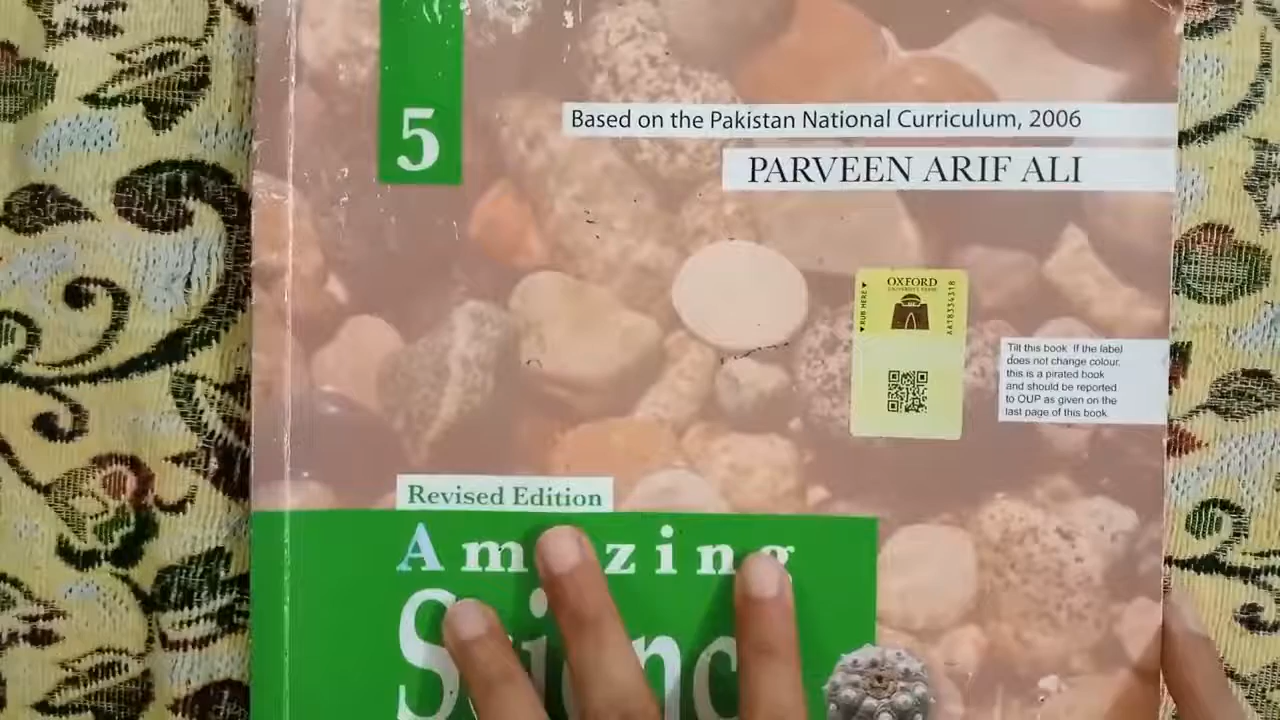 5
Based on the Pakistan National Curriculum, 2006
PARVEEN ARIF ALI
OXFORD
UNIVERSITY PRESS
RUB HERE
AAT8334318
Tilt this book. If the label
does not change colour,
this is a pirated book
and should be reported
to OUP as given on the
last page of this book.
Revised Edition
Amazing
Science